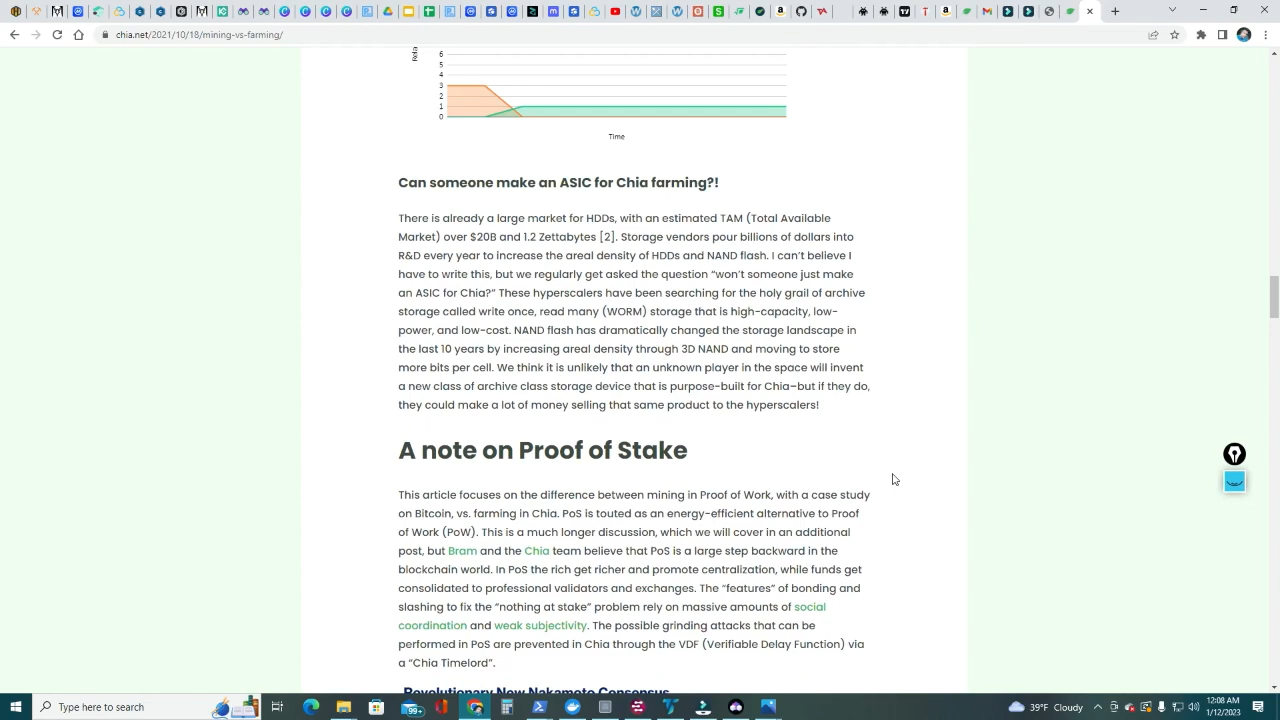 chia.net/2021/10/18/mining-vs-farming/
6
5
4
3
2
1
0
Time
Can someone make an ASIC for Chia farming?!
There is already a large market for HDDs, with an estimated TAM (Total Available
Market) over $20B and 1.2 Zettabytes [2]. Storage vendors pour billions of dollars into
R&D every year to increase the areal density of HDDs and NAND flash. I can’t believe I
have to write this, but we regularly get asked the question “won’t someone just make
an ASIC for Chia?” These hyperscalers have been searching for the holy grail of archive
storage called write once, read many (WORM) storage that is high-capacity, low-
power, and low-cost. NAND flash has dramatically changed the storage landscape in
the last 10 years by increasing areal density through 3D NAND and moving to store
more bits per cell. We think it is unlikely that an unknown player in the space will invent
a new class of archive class storage device that is purpose-built for Chia–but if they do,
they could make a lot of money selling that same product to the hyperscalers!
A note on Proof of Stake
This article focuses on the difference between mining in Proof of Work, with a case study
on Bitcoin, vs. farming in Chia. PoS is touted as an energy-efficient alternative to Proof
of Work (PoW). This is a much longer discussion, which we will cover in an additional
post, but Bram and the Chia team believe that PoS is a large step backward in the
blockchain world. In PoS the rich get richer and promote centralization, while funds get
consolidated to professional validators and exchanges. The “features” of bonding and
slashing to fix the “nothing at stake” problem rely on massive amounts of social
coordination and weak subjectivity. The possible grinding attacks that can be
performed in PoS are prevented in Chia through the VDF (Verifiable Delay Function) via
a “Chia Timelord”.
Revolutionary New Nakamoto Consensus
Type here to search
99+
39°F Cloudy
12:08 AM
1/12/2023